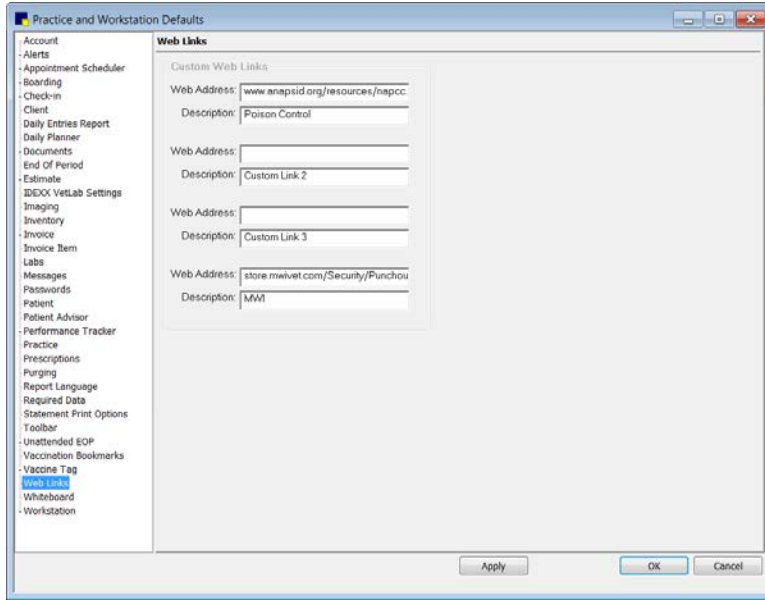 Practice and Workstation Defaults
Account
Alerts
Appointment Scheduler
Boarding
Check-in
Client
Daily Entries Report
Daily Planner
Documents
End Of Period
Estimate
IDEXX VetLab Settings
Imaging
Inventory
Invoice
Invoice Item
Labs
Messages
Passwords
Patient
Patient Advisor
Performance Tracker
Practice
Prescriptions
Purging
Report Language
Required Data
Statement Print Options
Toolbar
Unattended EOP
Vaccination Bookmarks
Vaccine Tag
Web Links
Whiteboard
Workstation
Web Links
Custom Web Links
Web Address: www.anapsid.org/resources/napcc.
Description: Poison Control
Web Address:
Description: Custom Link 2
Web Address:
Description: Custom Link 3
Web Address: store.mwivet.com/Security/Punchou
Description: MWI
Apply
OK
Cancel